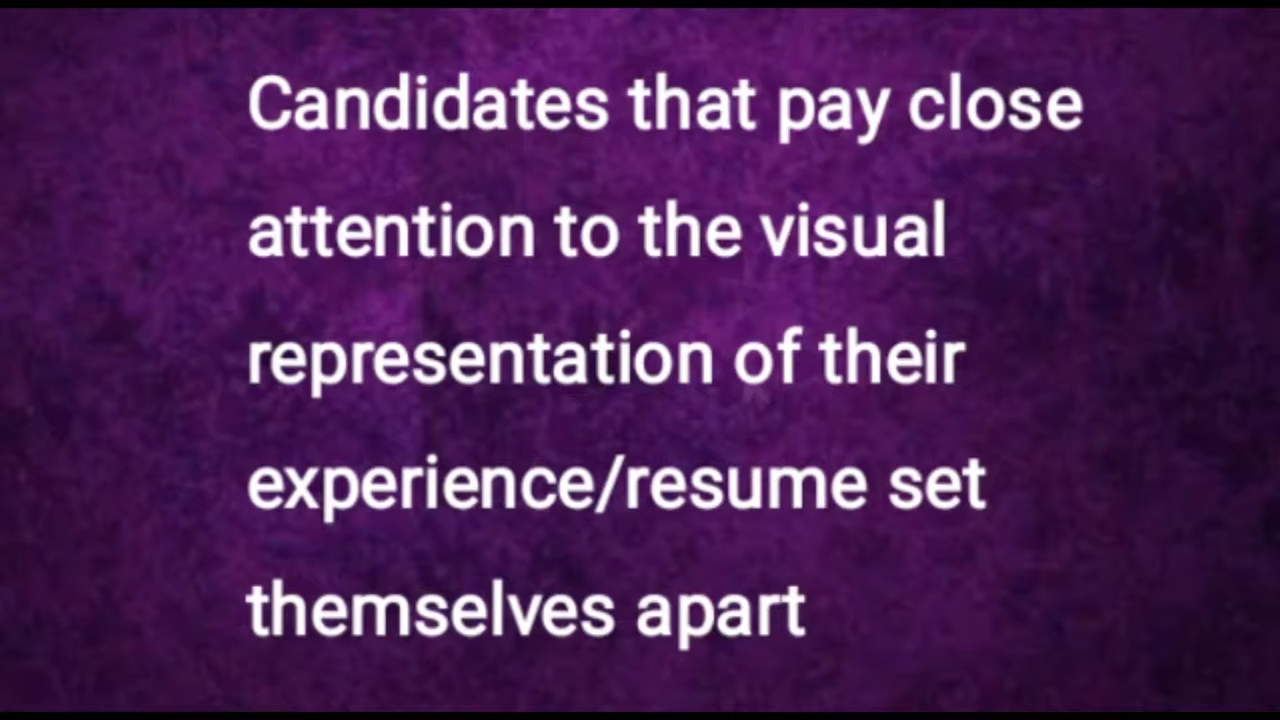 Candidates that pay close
attention to the visual
representation of their
experience/resume set
themselves apart